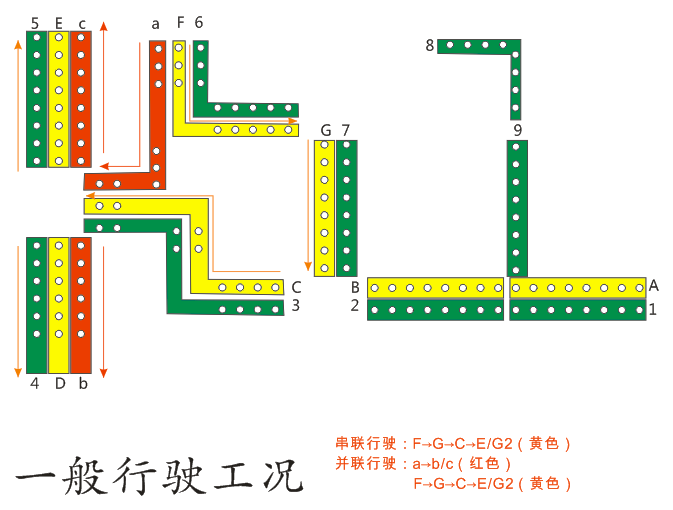 5 E c a F 6
8
G 7 9
C B A
3 2 1
4 D b
串联行驶：F→G→C→E/G2（黄色）
并联行驶：a→b/c（红色）
F→G→C→E/G2（黄色）
一般行驶工况